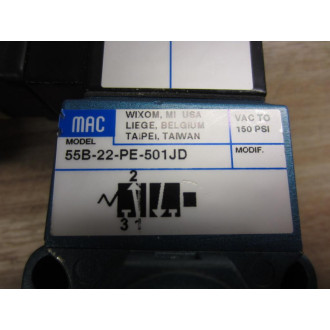 MAC
WIXOM, MI USA
LIEGE, BELGIUM
TAIPEI, TAIWAN
VAC TO
150 PSI
MODEL
55B-22-PE-501JD
MODIF.
2
3 1